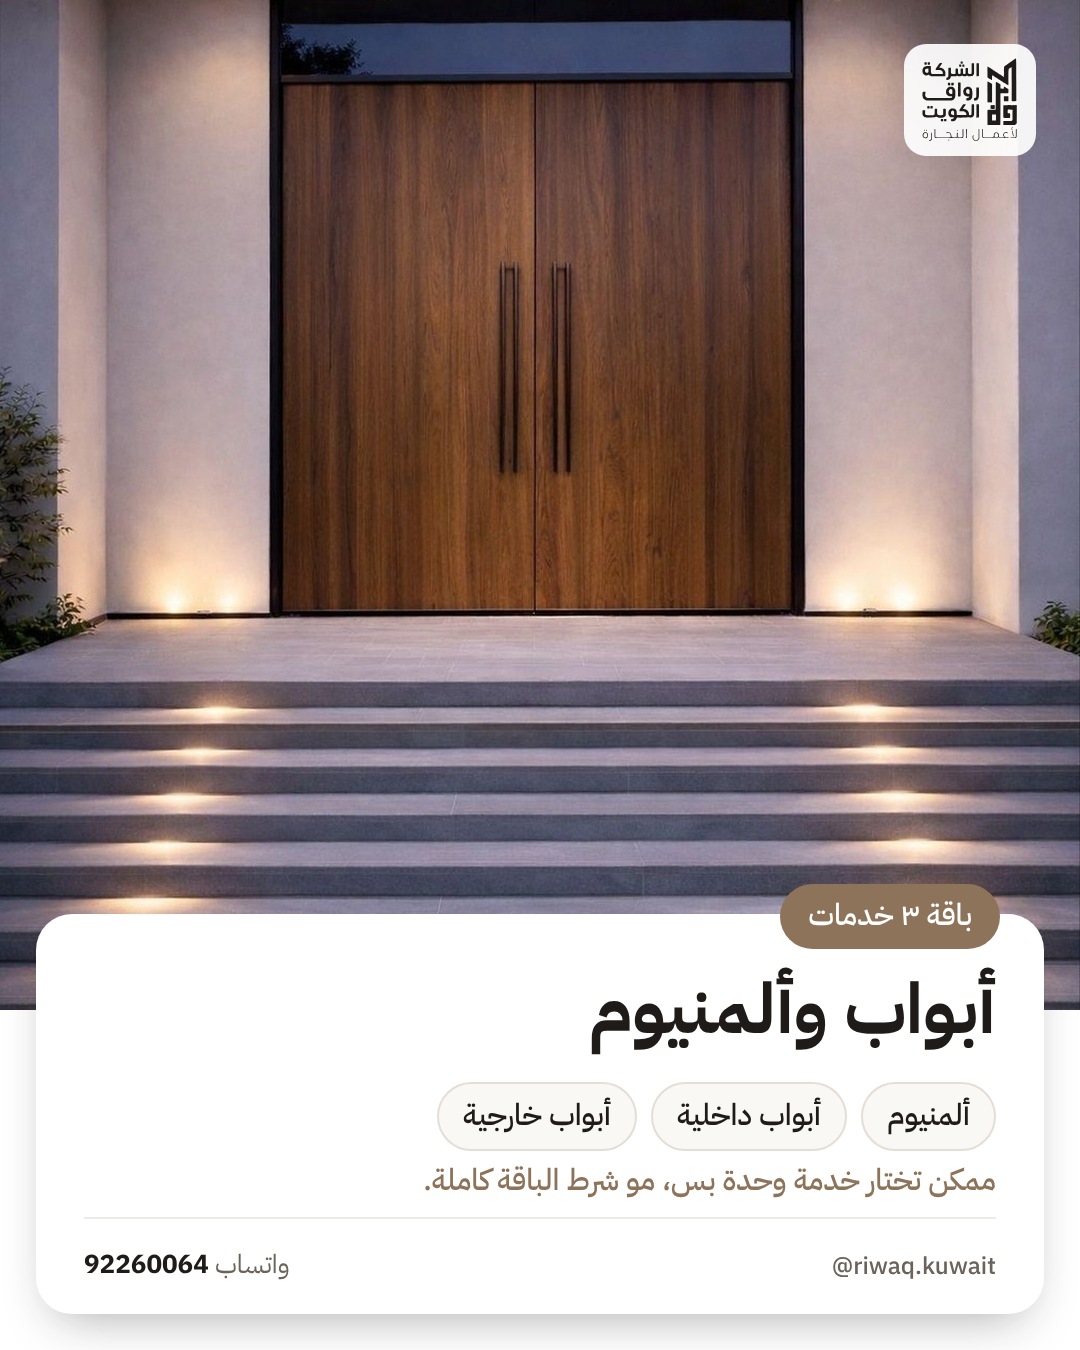 الشركة
رواق
الكويت
لأعمال النجارة
باقة ٣ خدمات
أبواب وألمنيوم
ألمنيوم
أبواب داخلية
أبواب خارجية
ممكن تختار خدمة وحدة بس، مو شرط الباقة كاملة.
@riwaq.kuwait
واتساب 92260064